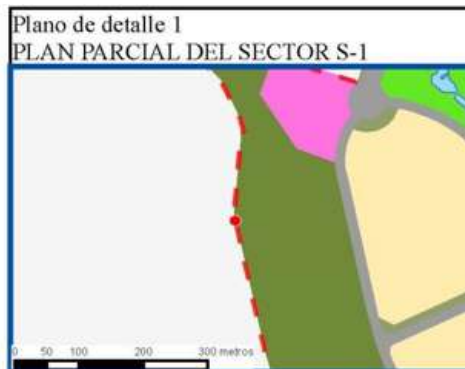 Plano de detalle 1
PLAN PARCIAL DEL SECTOR S-1
0 50 100 200 300 metros